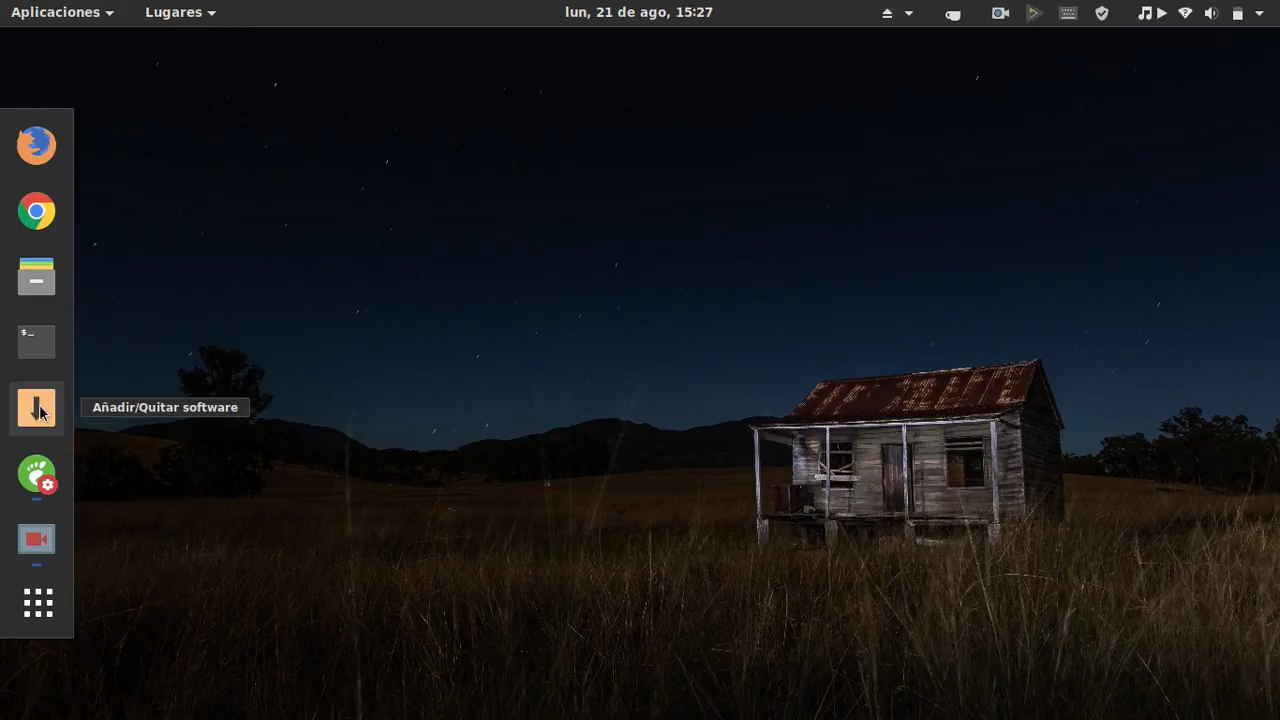 Aplicaciones
Lugares
lun, 21 de ago, 15:27
$_
Añadir/Quitar software